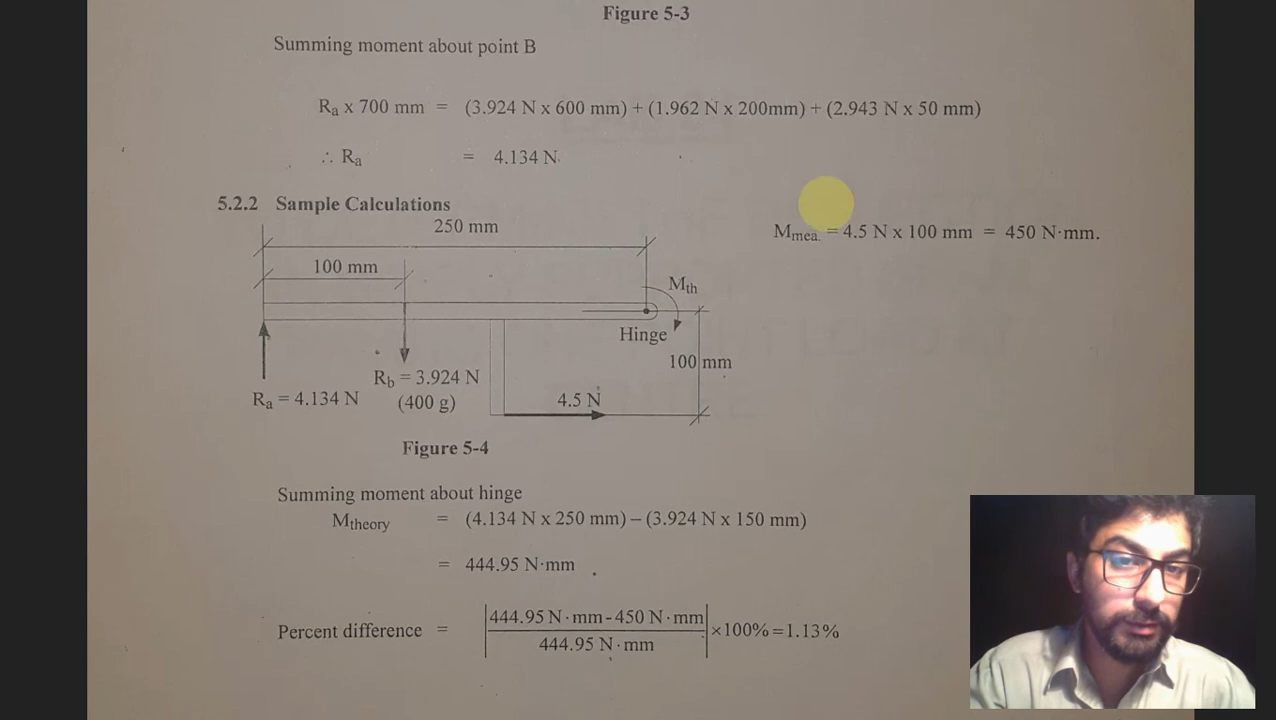 Figure 5-3
Summing moment about point B
Ra x 700 mm = (3.924 N x 600 mm) + (1.962 N x 200mm) + (2.943 N x 50 mm)
∴ Ra = 4.134 N
5.2.2 Sample Calculations
250 mm
Mmea. = 4.5 N x 100 mm = 450 N·mm.
100 mm
Mth
Hinge
100 mm
Rb = 3.924 N
Ra = 4.134 N
(400 g)
4.5 N
Figure 5-4
Summing moment about hinge
Mtheory = (4.134 N x 250 mm) – (3.924 N x 150 mm)
= 444.95 N·mm
Percent difference = |444.95 N·mm - 450 N·mm / 444.95 N·mm| ×100% = 1.13%